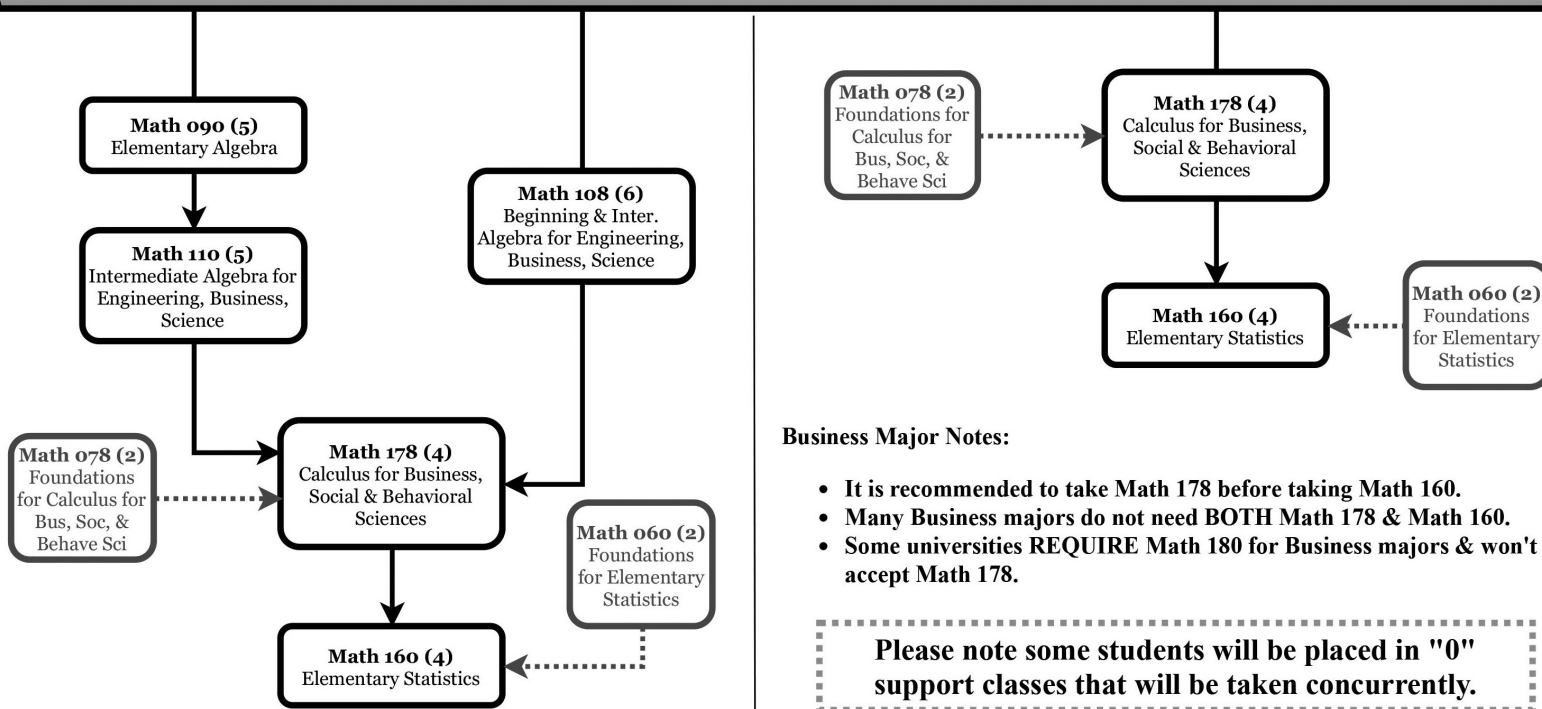 Math 090 (5)
Elementary Algebra
Math 110 (5)
Intermediate Algebra for
Engineering, Business,
Science
Math 108 (6)
Beginning & Inter.
Algebra for Engineering,
Business, Science
Math 078 (2)
Foundations
for Calculus for
Bus, Soc, &
Behave Sci
Math 178 (4)
Calculus for Business,
Social & Behavioral
Sciences
Math 060 (2)
Foundations
for Elementary
Statistics
Math 160 (4)
Elementary Statistics
Math 078 (2)
Foundations for
Calculus for
Bus, Soc, &
Behave Sci
Math 178 (4)
Calculus for Business,
Social & Behavioral
Sciences
Math 160 (4)
Elementary Statistics
Math 060 (2)
Foundations
for Elementary
Statistics
Business Major Notes:
• It is recommended to take Math 178 before taking Math 160.
• Many Business majors do not need BOTH Math 178 & Math 160.
• Some universities REQUIRE Math 180 for Business majors & won't
accept Math 178.
Please note some students will be placed in "0"
support classes that will be taken concurrently.